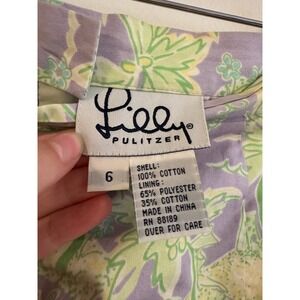 Lilly®
PULITZER
6
SHELL:
100% COTTON
LINING:
65% POLYESTER
35% COTTON
MADE IN CHINA
RN 88189
OVER FOR CARE